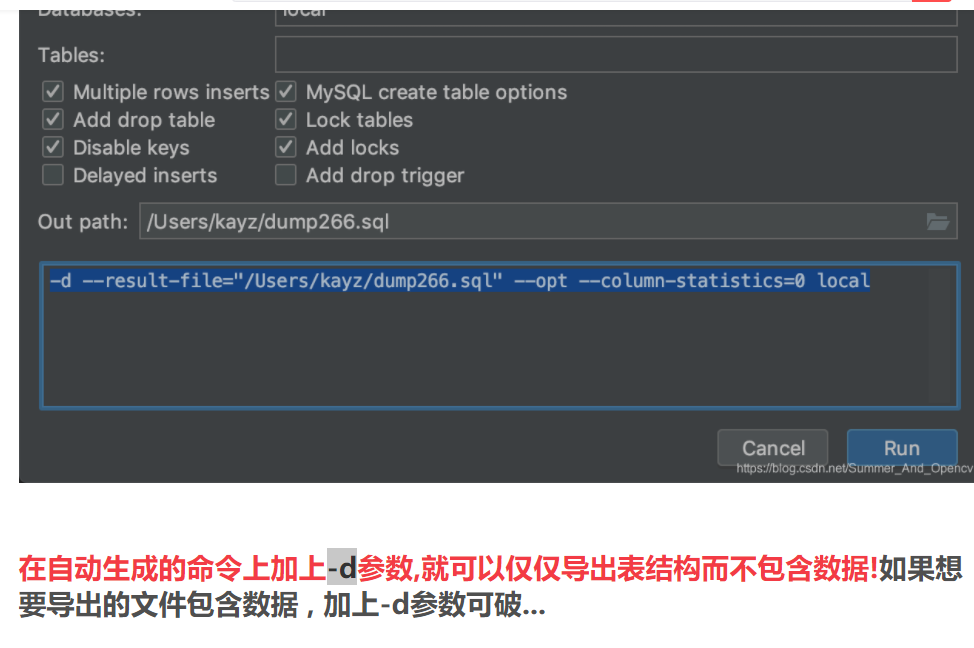 Databases:
local
Tables:
Multiple rows inserts MySQL create table options
Add drop table Lock tables
Disable keys Add locks
Delayed inserts Add drop trigger
Out path: /Users/kayz/dump266.sql
-d --result-file="/Users/kayz/dump266.sql" --opt --column-statistics=0 local
Cancel Run
https://blog.csdn.net/Summer_And_Opencv
在自动生成的命令上加上-d参数,就可以仅仅导出表结构而不包含数据!如果想
要导出的文件包含数据，加上-d参数可破...